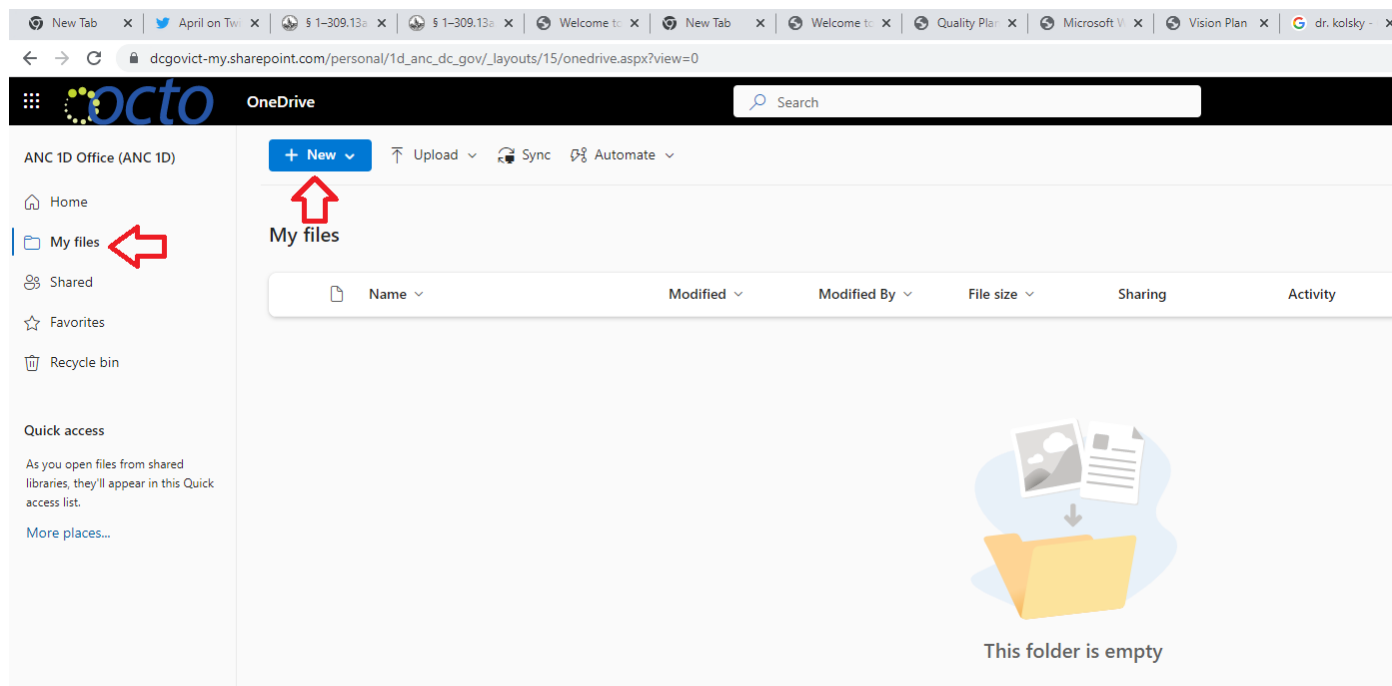 New Tab April on Tw § 1–309.13a § 1–309.13a Welcome to New Tab Welcome to Quality Plan Microsoft V Vision Plan dr. kolsky -
dcgovict-my.sharepoint.com/personal/1d_anc_dc_gov/_layouts/15/onedrive.aspx?view=0
octo OneDrive Search
ANC 1D Office (ANC 1D)
Home
My files
Shared
Favorites
Recycle bin
Quick access
As you open files from shared
libraries, they'll appear in this Quick
access list.
More places...
+ New Upload Sync Automate
My files
Name Modified Modified By File size Sharing Activity
This folder is empty